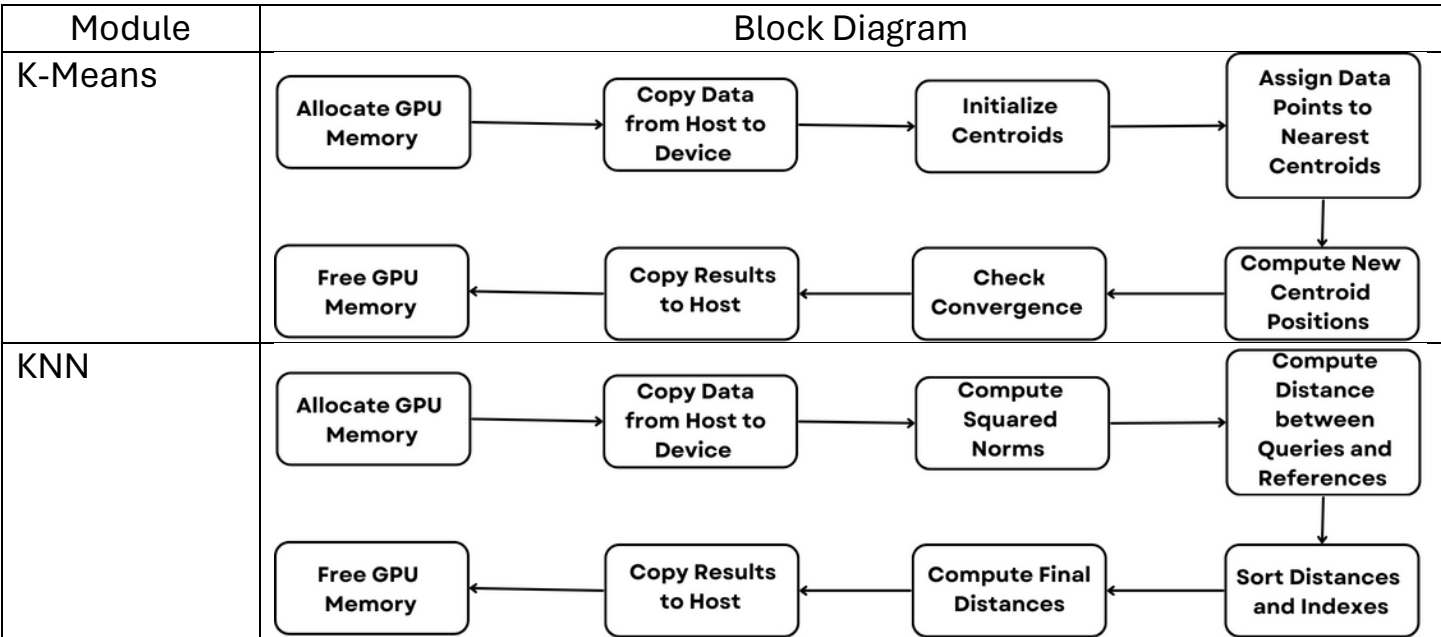 Module
Block Diagram
K-Means
Allocate GPU
Memory
Copy Data
from Host to
Device
Initialize
Centroids
Assign Data
Points to
Nearest
Centroids
Free GPU
Memory
Copy Results
to Host
Check
Convergence
Compute New
Centroid
Positions
KNN
Allocate GPU
Memory
Copy Data
from Host to
Device
Compute
Squared
Norms
Compute
Distance
between
Queries and
References
Free GPU
Memory
Copy Results
to Host
Compute Final
Distances
Sort Distances
and Indexes